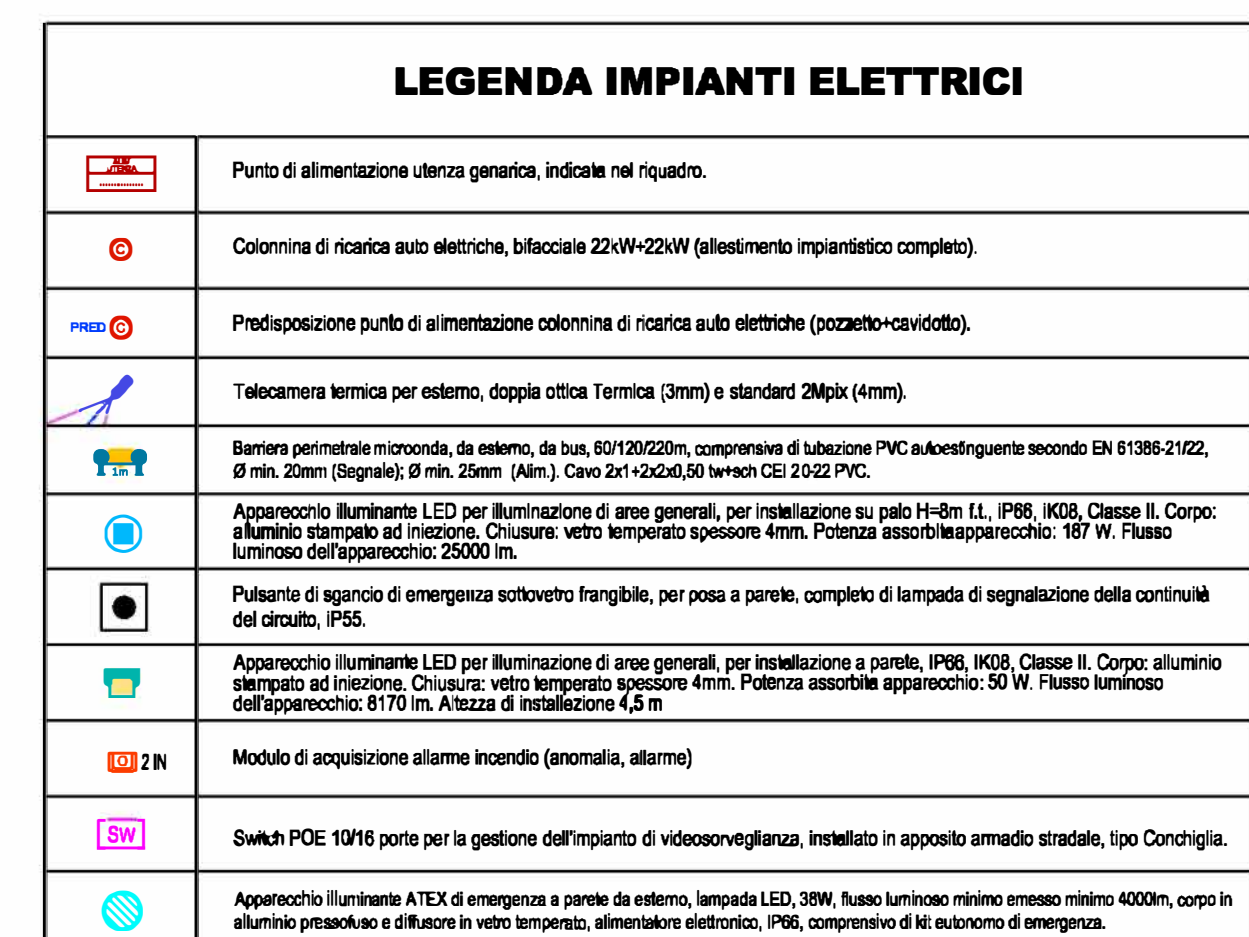 LEGENDA IMPIANTI ELETTRICI
UTENZA
Punto di alimentazione utenza genarica, indicata nel riquadro.
C
Colonnina di ricarica auto elettriche, bifacciale 22kW+22kW (allestimento impiantistico completo).
PRED C
Predisposizione punto di alimentazione colonnina di ricarica auto elettriche (pozzetto+cavidotto).
Telecamera termica per esterno, doppia ottica Termica (3mm) e standard 2Mpix (4mm).
1m
Barriera perimetrale microonda, da esterno, da bus, 60/120/220m, comprensiva di tubazione PVC autoestinguente secondo EN 61386-21/22,
Ø min. 20mm (Segnale); Ø min. 25mm (Alim.). Cavo 2x1+2x2x0,50 tw+sch CEI 20-22 PVC.
Apparecchio illuminante LED per illuminazione di aree generali, per installazione su palo H=8m f.t., iP66, iK08, Classe II. Corpo:
alluminio stampato ad iniezione. Chiusura: vetro temperato spessore 4mm. Potenza assorbita apparecchio: 187 W. Flusso
luminoso dell'apparecchio: 25000 lm.
Pulsante di sgancio di emergenza sottovetro frangibile, per posa a parete, completo di lampada di segnalazione della continuità
del circuito, iP55.
Apparecchio illuminante LED per illuminazione di aree generali, per installazione a parete, IP66, IK08, Classe II. Corpo: alluminio
stampato ad iniezione. Chiusura: vetro temperato spessore 4mm. Potenza assorbita apparecchio: 50 W. Flusso luminoso
dell'apparecchio: 8170 lm. Altezza di installezione 4,5 m
2 IN
Modulo di acquisizione allarme incendio (anomalia, allarme)
SW
Switch POE 10/16 porte per la gestione dell'impianto di videosorveglianza, installato in apposito armadio stradale, tipo Conchiglia.
Apparecchio illuminante ATEX di emergenza a parete da esterno, lampada LED, 38W, flusso luminoso minimo emesso minimo 4000lm, corpo in
alluminio pressofuso e diffusore in vetro temperato, alimentatore elettronico, IP66, comprensivo di kit eutonomo di emergenza.